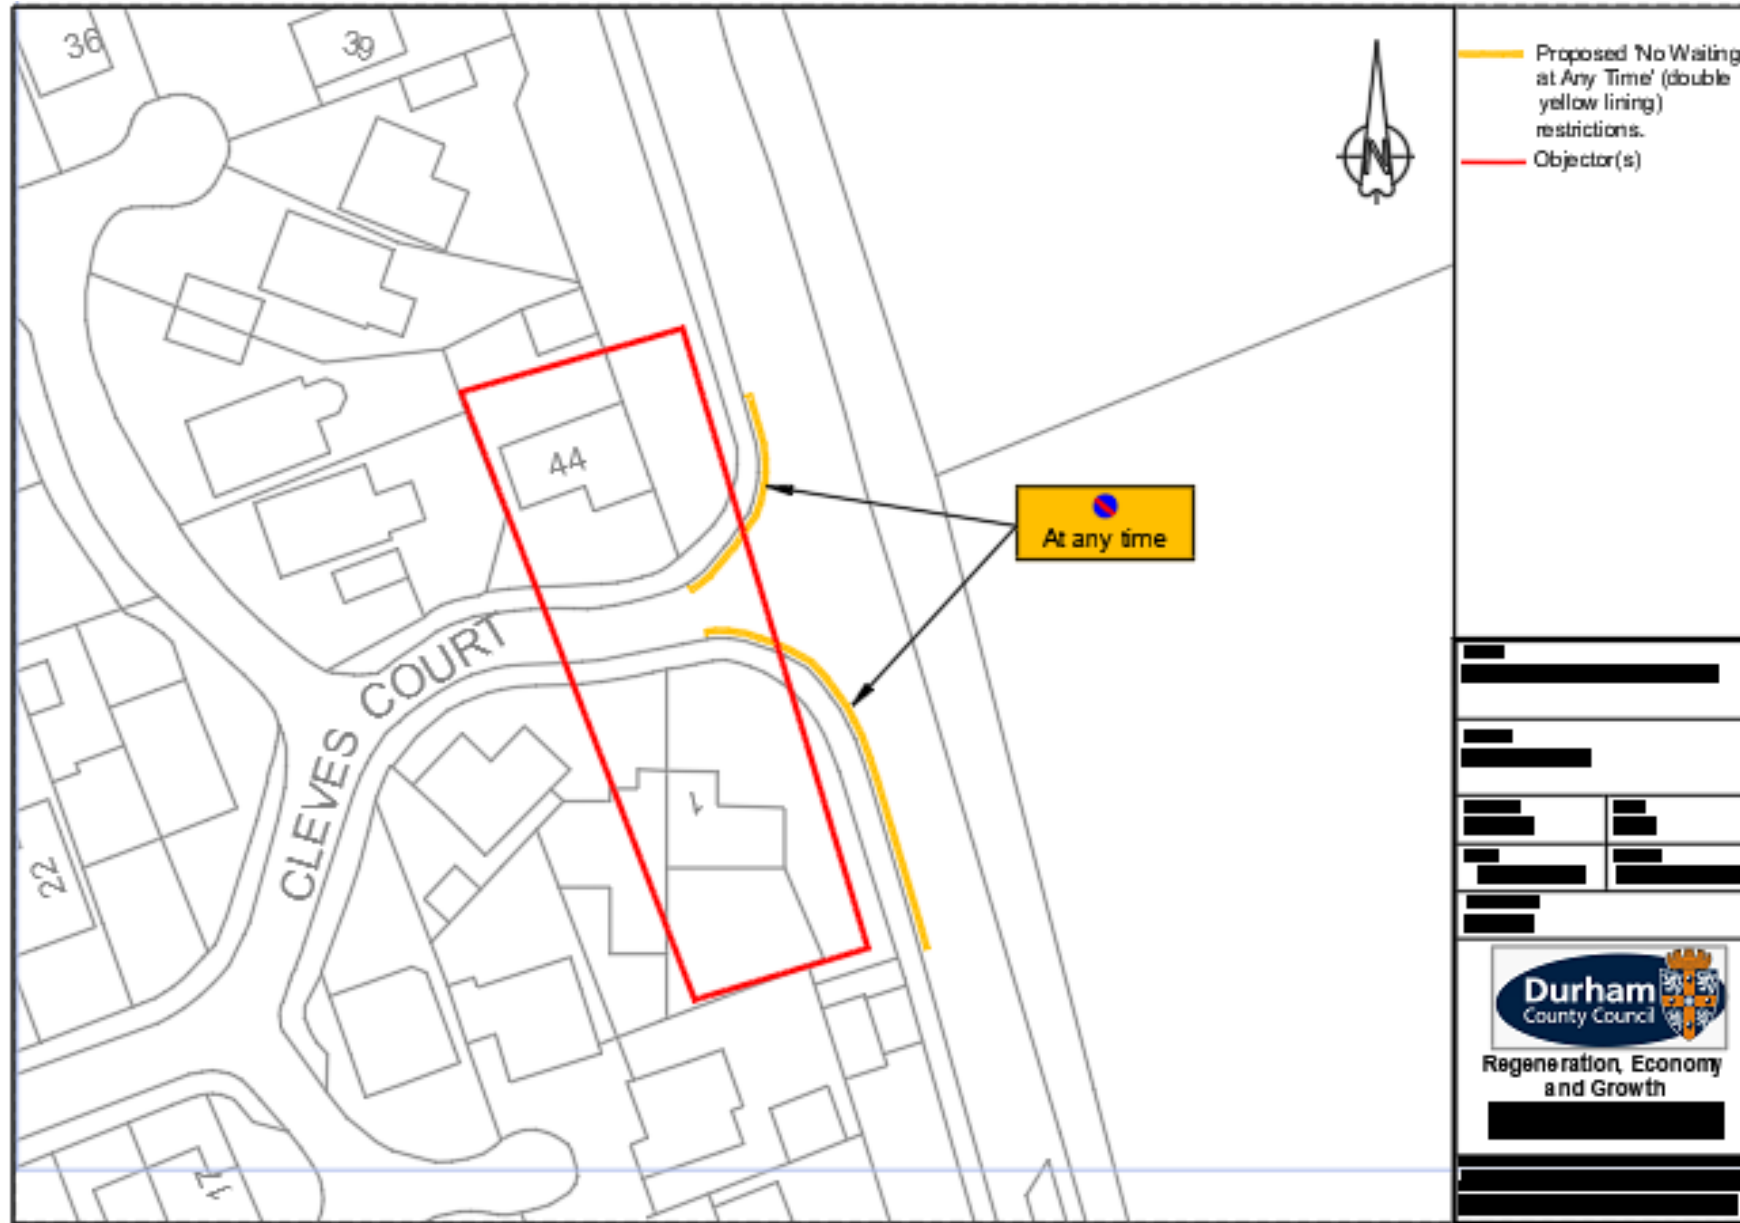 36
39
44
CLEVES COURT
1
22
17
At any time
N
Proposed 'No Waiting
at Any Time' (double
yellow lining)
restrictions.
Objector(s)
Durham
County Council
Regeneration, Economy
and Growth